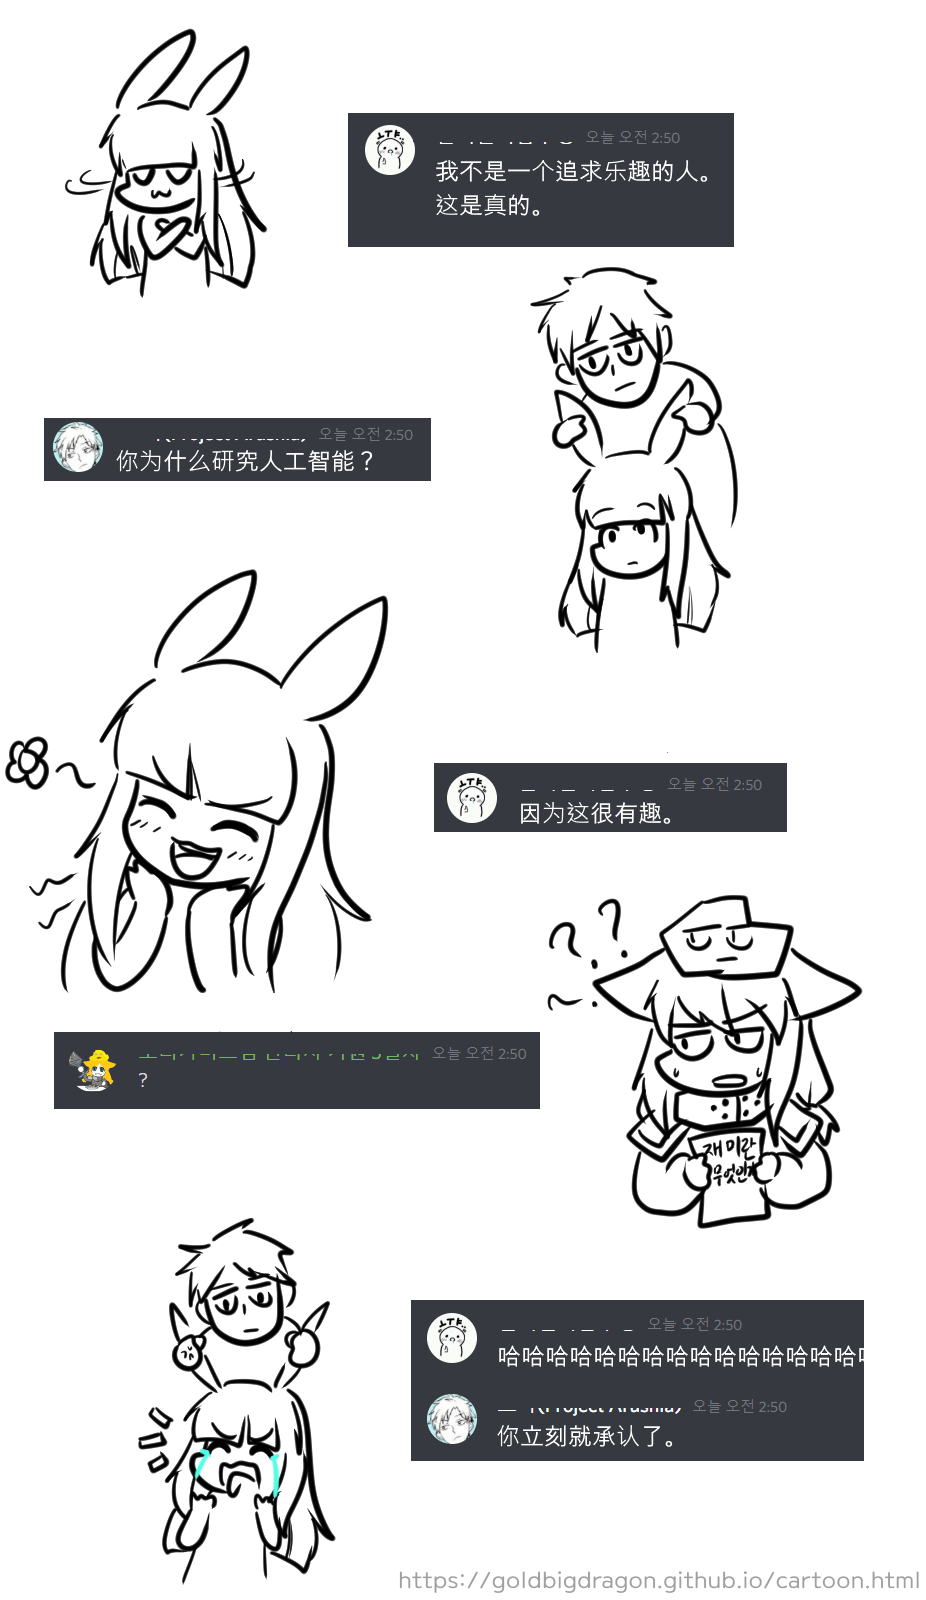 오늘 오전 2:50
我不是一个追求乐趣的人。
这是真的。
(Project Arushia) 오늘 오전 2:50
你为什么研究人工智能？
오늘 오전 2:50
因为这很有趣。
? ?
오늘 오전 2:50
?
재미란
무엇인가
오늘 오전 2:50
哈哈哈哈哈哈哈哈哈哈哈哈哈哈哈
(Project Arushia) 오늘 오전 2:50
你立刻就承认了。
https://goldbigdragon.github.io/cartoon.html